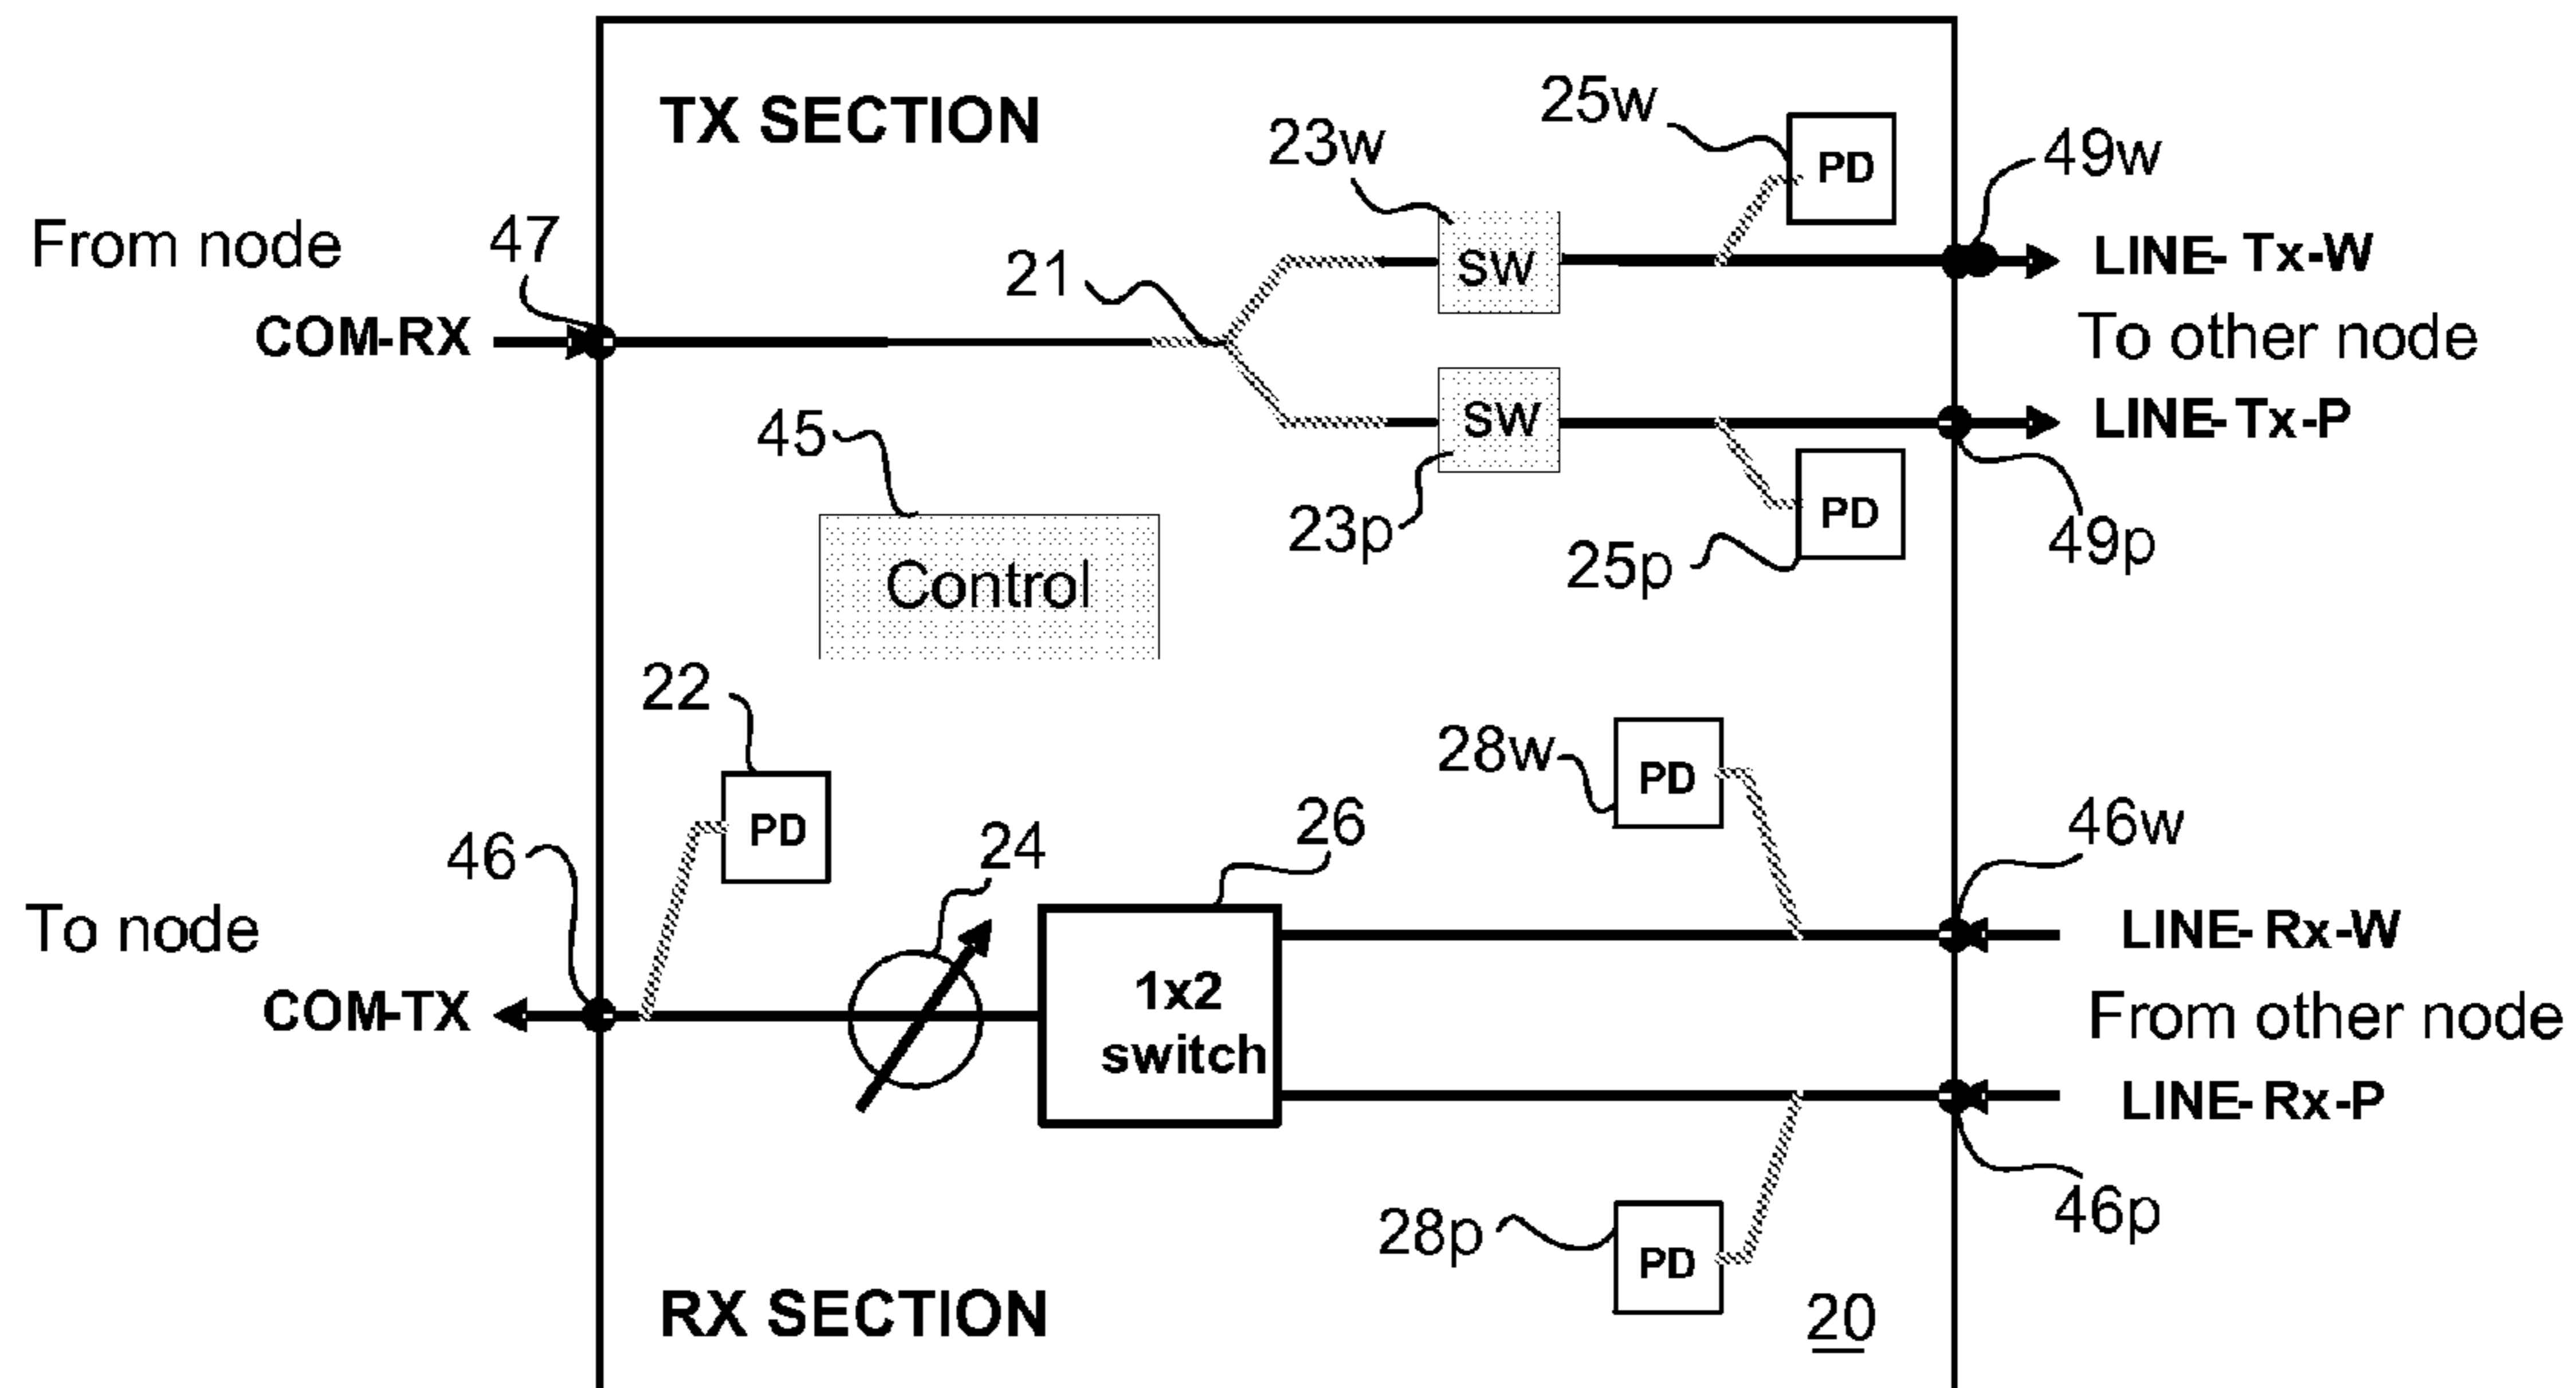 TX SECTION
25w
PD
23w
49w
From node
47
21
SW
LINE- Tx-W
COM-RX
To other node
45
SW
LINE- Tx-P
23p
PD
25p
49p
Control
22
28w
PD
PD
46
24
26
46w
To node
LINE- Rx-W
1x2
switch
COM-TX
From other node
LINE- Rx-P
28p
PD
46p
RX SECTION
20